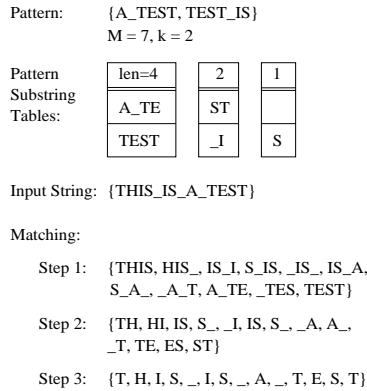 Pattern: {A_TEST, TEST_IS}
M = 7, k = 2
Pattern Substring Tables:
len=4 2 1
A_TE ST
TEST _I S
Input String: {THIS_IS_A_TEST}
Matching:
Step 1: {THIS, HIS_, IS_I, S_IS, _IS_, IS_A,
S_A_, _A_T, A_TE, _TES, TEST}
Step 2: {TH, HI, IS, S_, _I, IS, S_, _A, A_,
_T, TE, ES, ST}
Step 3: {T, H, I, S, _, I, S, _, A, _, T, E, S, T}